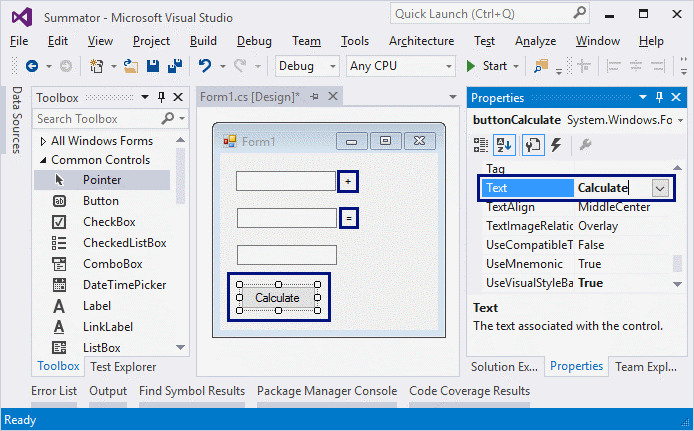 Summator - Microsoft Visual Studio
Quick Launch (Ctrl+Q)
File Edit View Project Build Debug Team Tools Architecture Test Analyze Window Help
Debug Any CPU Start
Data Sources
Toolbox
Search Toolbox
All Windows Forms
Common Controls
Pointer
Button
CheckBox
CheckedListBox
ComboBox
DateTimePicker
Label
LinkLabel
ListBox
Toolbox Test Explorer
Form1.cs [Design]*
Form1
+
=
Calculate
Properties
buttonCalculate System.Windows.Fo
Tag
Text Calculate
TextAlign MiddleCenter
TextImageRelatic Overlay
UseCompatibleT False
UseMnemonic True
UseVisualStyleBa True
Text
The text associated with the control.
Solution Ex... Properties Team Expl...
Error List Output Find Symbol Results Package Manager Console Code Coverage Results
Ready